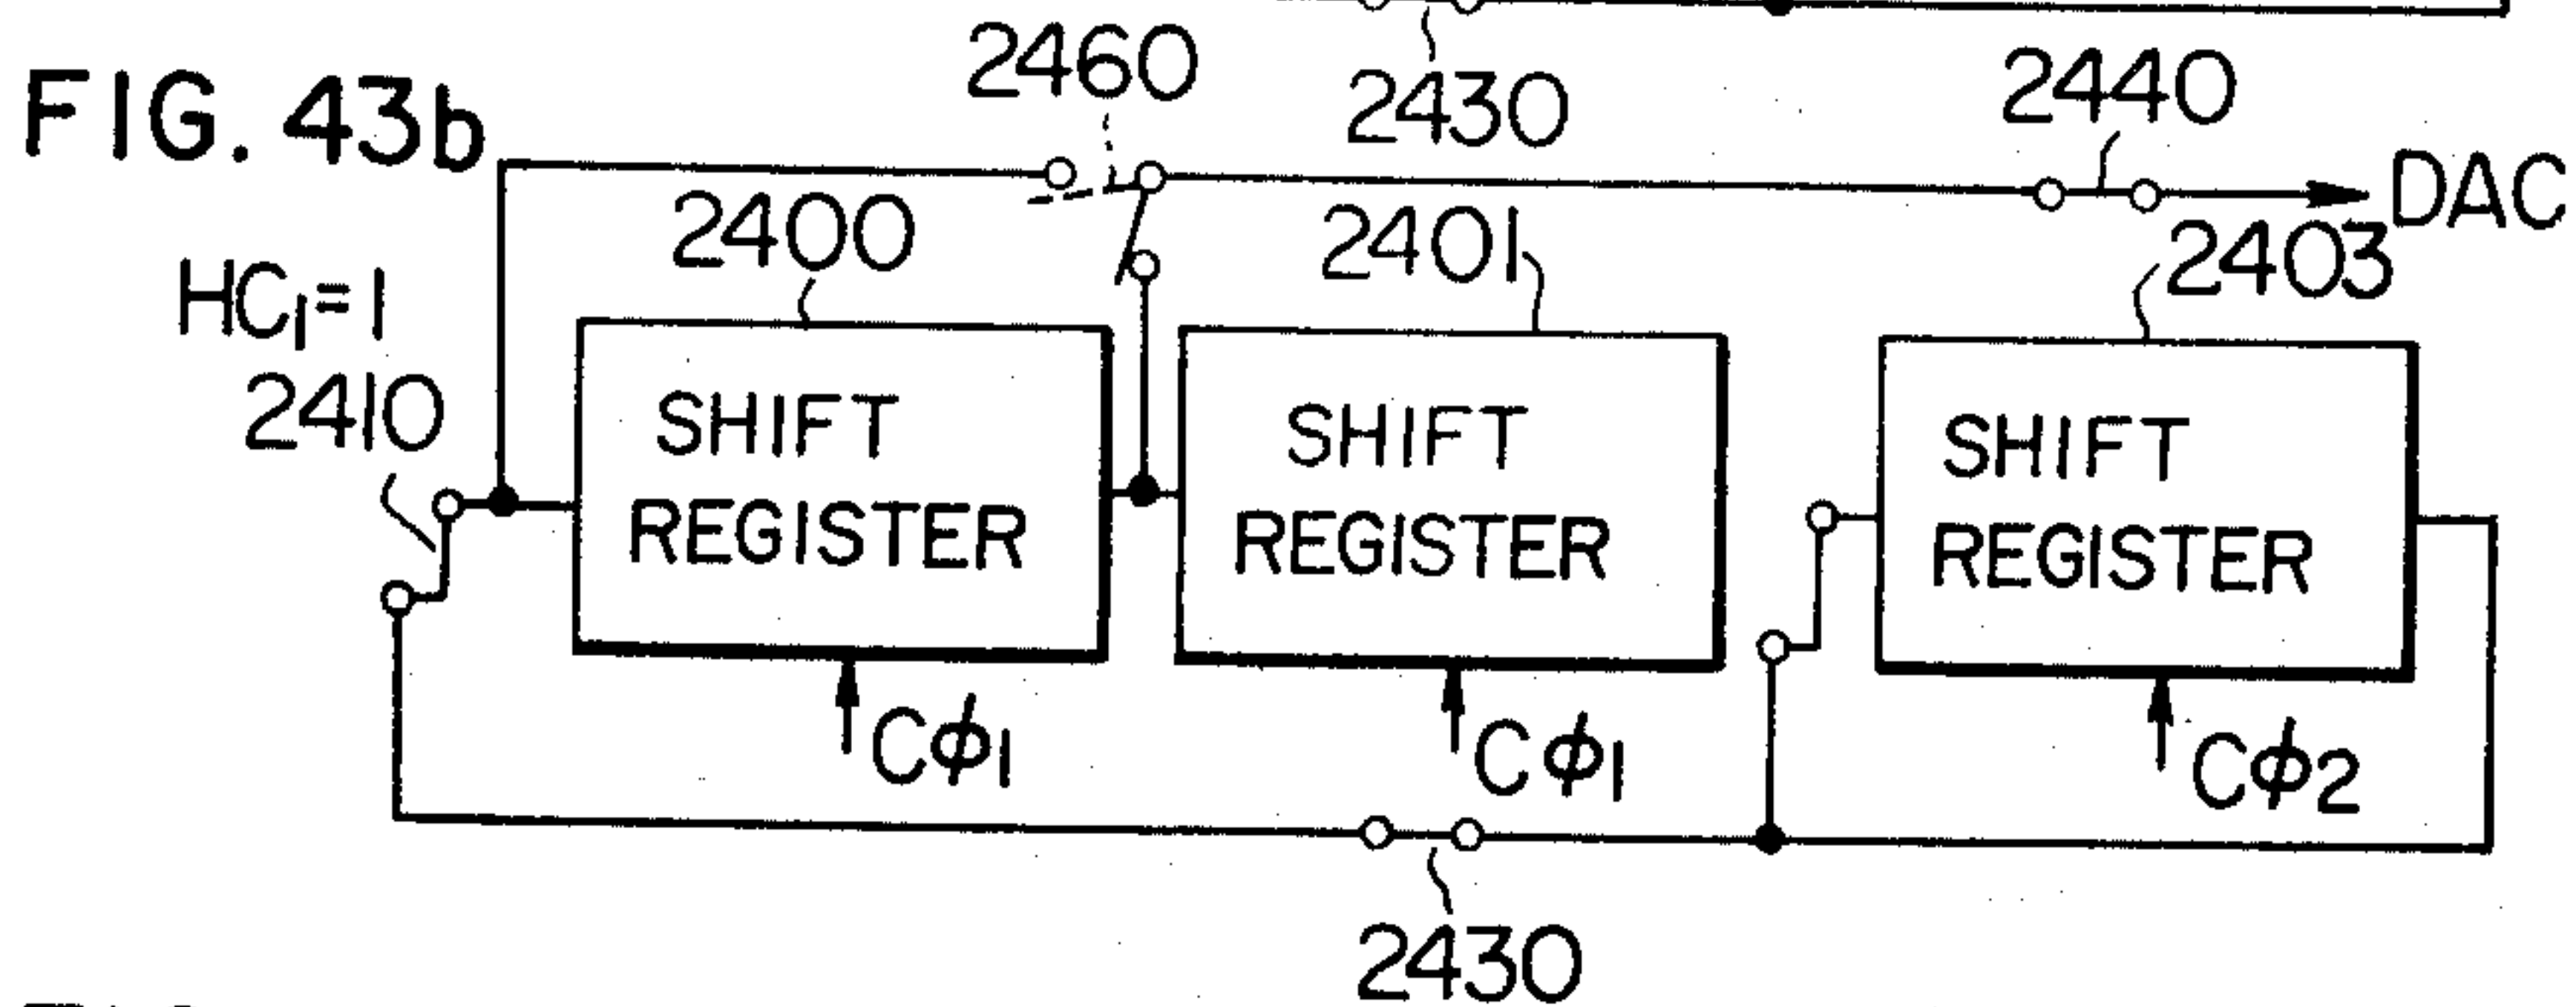 2460
2430
2440
FIG. 43b
DAC
2400
2401
2403
HC₁=1
2410
SHIFT
REGISTER
SHIFT
REGISTER
SHIFT
REGISTER
Cϕ1
Cϕ1
Cϕ2
2430